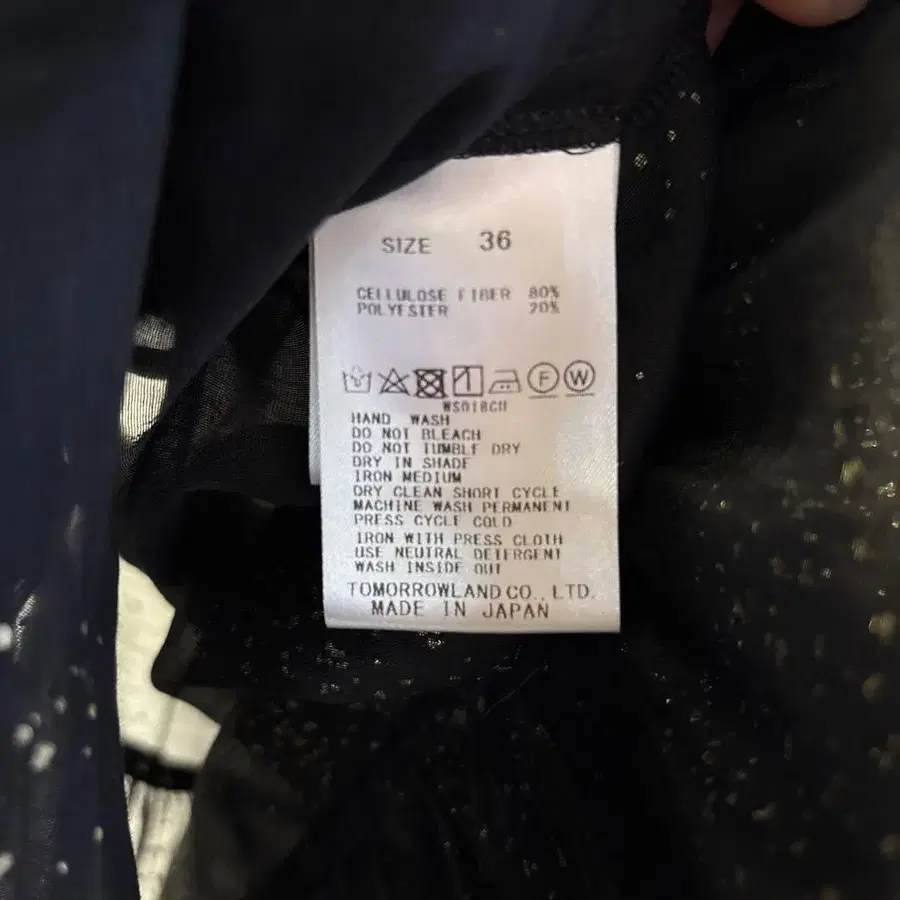 SIZE 36
CELLULOSE FIBER 80%
POLYESTER 20%
F W
WS018CU
HAND WASH
DO NOT BLEACH
DO NOT TUMBLE DRY
DRY IN SHADE
IRON MEDIUM
DRY CLEAN SHORT CYCLE
MACHINE WASH PERMANENT
PRESS CYCLE COLD
IRON WITH PRESS CLOTH
USE NEUTRAL DETERGENT
WASH INSIDE OUT
TOMORROWLAND CO., LTD.
MADE IN JAPAN